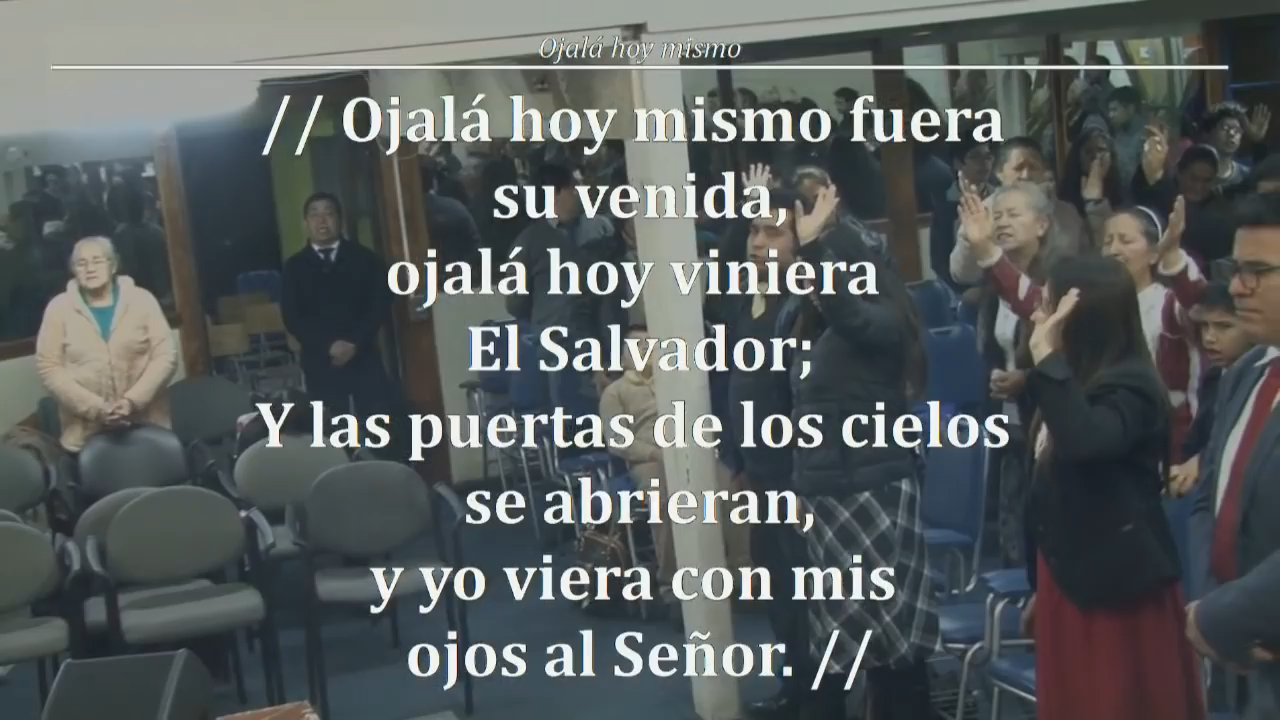 Ojalá hoy mismo
// Ojalá hoy mismo fuera
su venida,
ojalá hoy viniera
El Salvador;
Y las puertas de los cielos
se abrieran,
y yo viera con mis
ojos al Señor. //